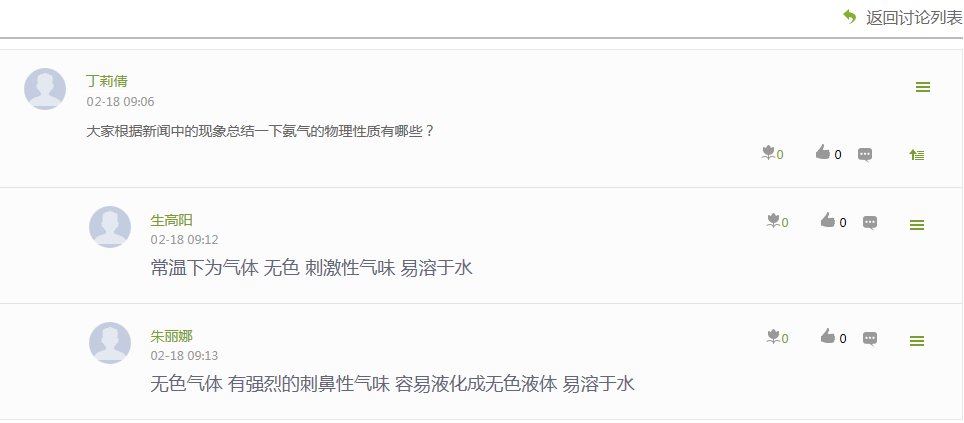 返回讨论列表
丁莉倩
02-18 09:06
大家根据新闻中的现象总结一下氨气的物理性质有哪些？
0 0
生高阳
0 0
02-18 09:12
常温下为气体 无色 刺激性气味 易溶于水
朱丽娜
0 0
02-18 09:13
无色气体 有强烈的刺鼻性气味 容易液化成无色液体 易溶于水